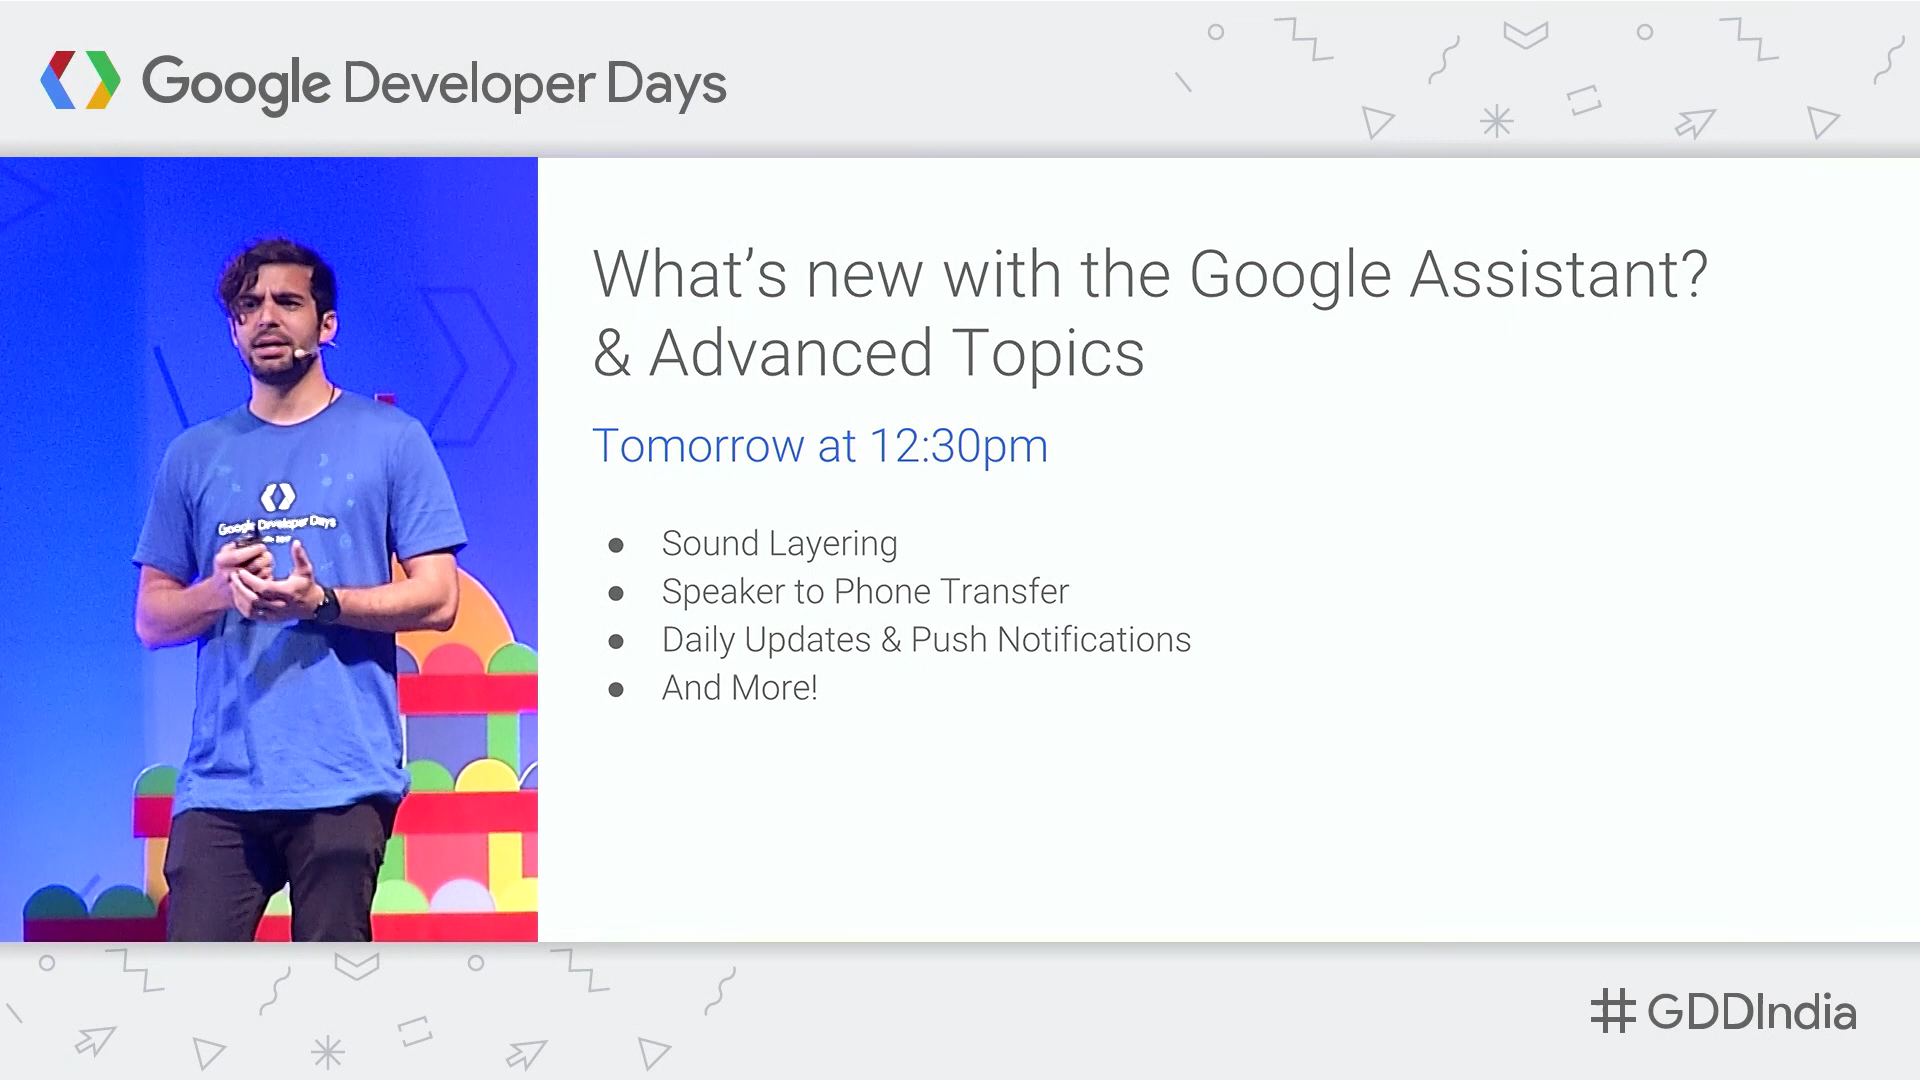 Google Developer Days
What's new with the Google Assistant?
& Advanced Topics
Tomorrow at 12:30pm
● Sound Layering
● Speaker to Phone Transfer
● Daily Updates & Push Notifications
● And More!
Google Developer Days
#GDDIndia